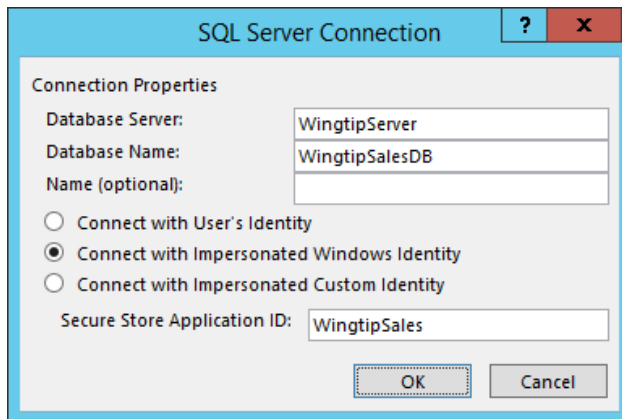 SQL Server Connection
?
x
Connection Properties
Database Server: WingtipServer
Database Name: WingtipSalesDB
Name (optional):
Connect with User's Identity
Connect with Impersonated Windows Identity
Connect with Impersonated Custom Identity
Secure Store Application ID: WingtipSales
OK Cancel